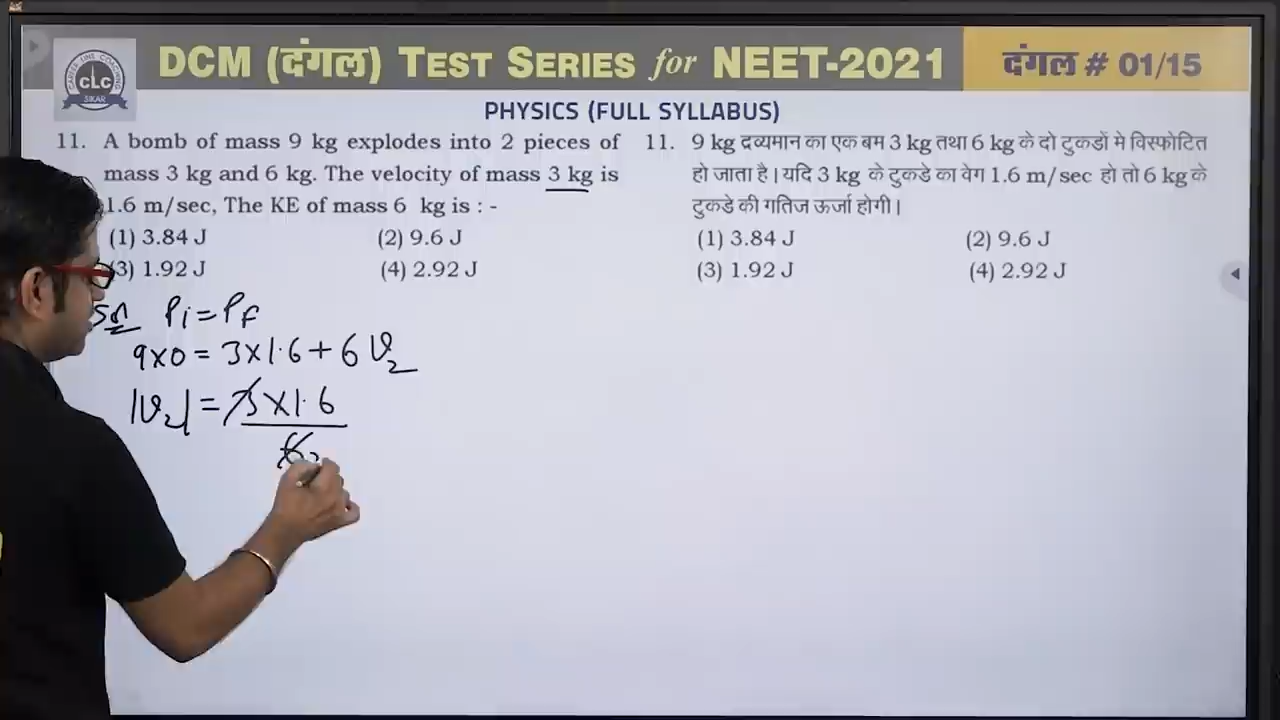 DCM (दंगल) TEST SERIES for NEET-2021
दंगल # 01/15
CAREER LINE COACHING
CLC
SIKAR
PHYSICS (FULL SYLLABUS)
11. A bomb of mass 9 kg explodes into 2 pieces of
mass 3 kg and 6 kg. The velocity of mass 3 kg is
1.6 m/sec, The KE of mass 6 kg is : -
(1) 3.84 J (2) 9.6 J
(3) 1.92 J (4) 2.92 J
11. 9 kg द्रव्यमान का एक बम 3 kg तथा 6 kg के दो टुकडों मे विस्फोटित
हो जाता है। यदि 3 kg के टुकडे का वेग 1.6 m/sec हो तो 6 kg के
टुकडे की गतिज ऊर्जा होगी।
(1) 3.84 J (2) 9.6 J
(3) 1.92 J (4) 2.92 J
Pi = Pf
9×0 = 3×1.6 + 6 v2
|v2| = 3×1.6
6